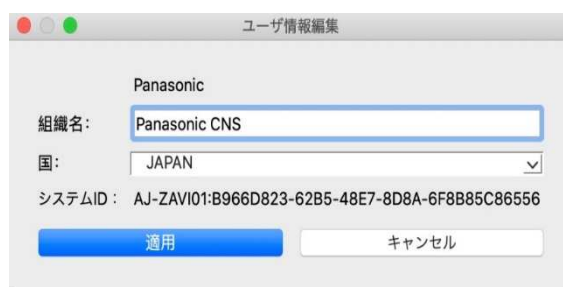 ユーザ情報編集
Panasonic
組織名： Panasonic CNS
国： JAPAN
システムID： AJ-ZAVI01:B966D823-62B5-48E7-8D8A-6F8B85C86556
適用 キャンセル